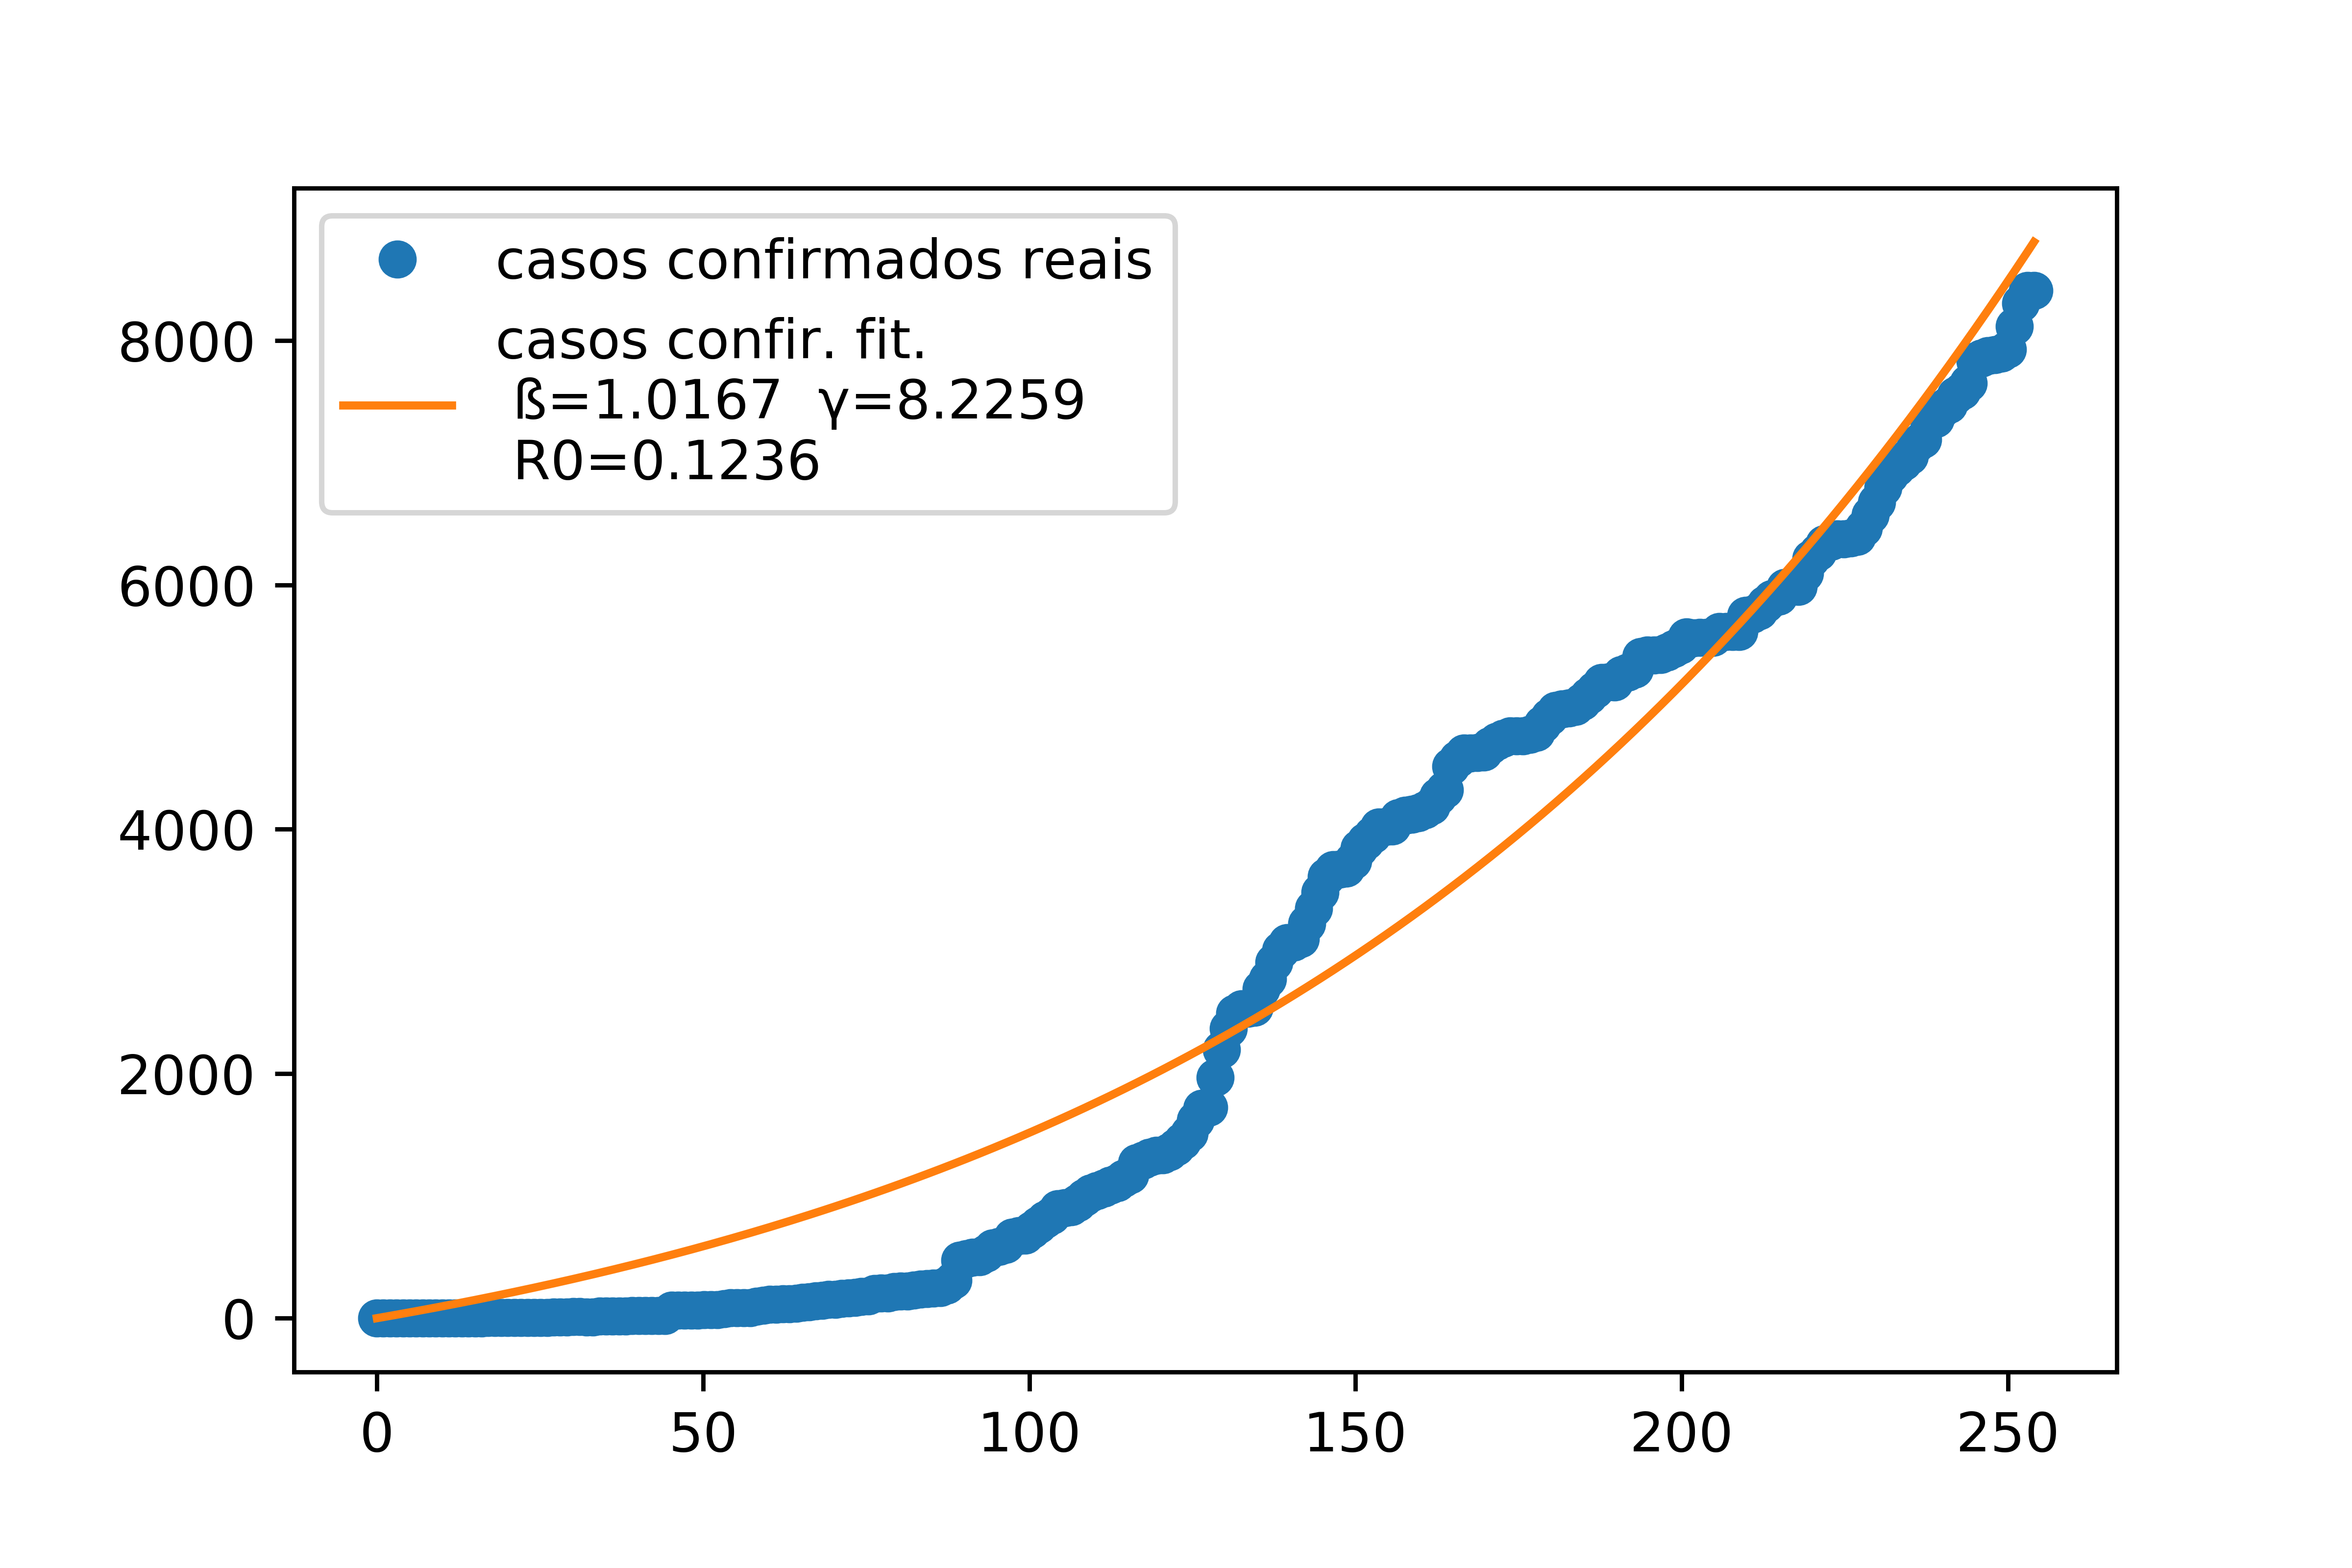 casos confirmados reais
casos confir. fit.
ß=1.0167 γ=8.2259
R0=0.1236
8000
6000
4000
2000
0
0 50 100 150 200 250